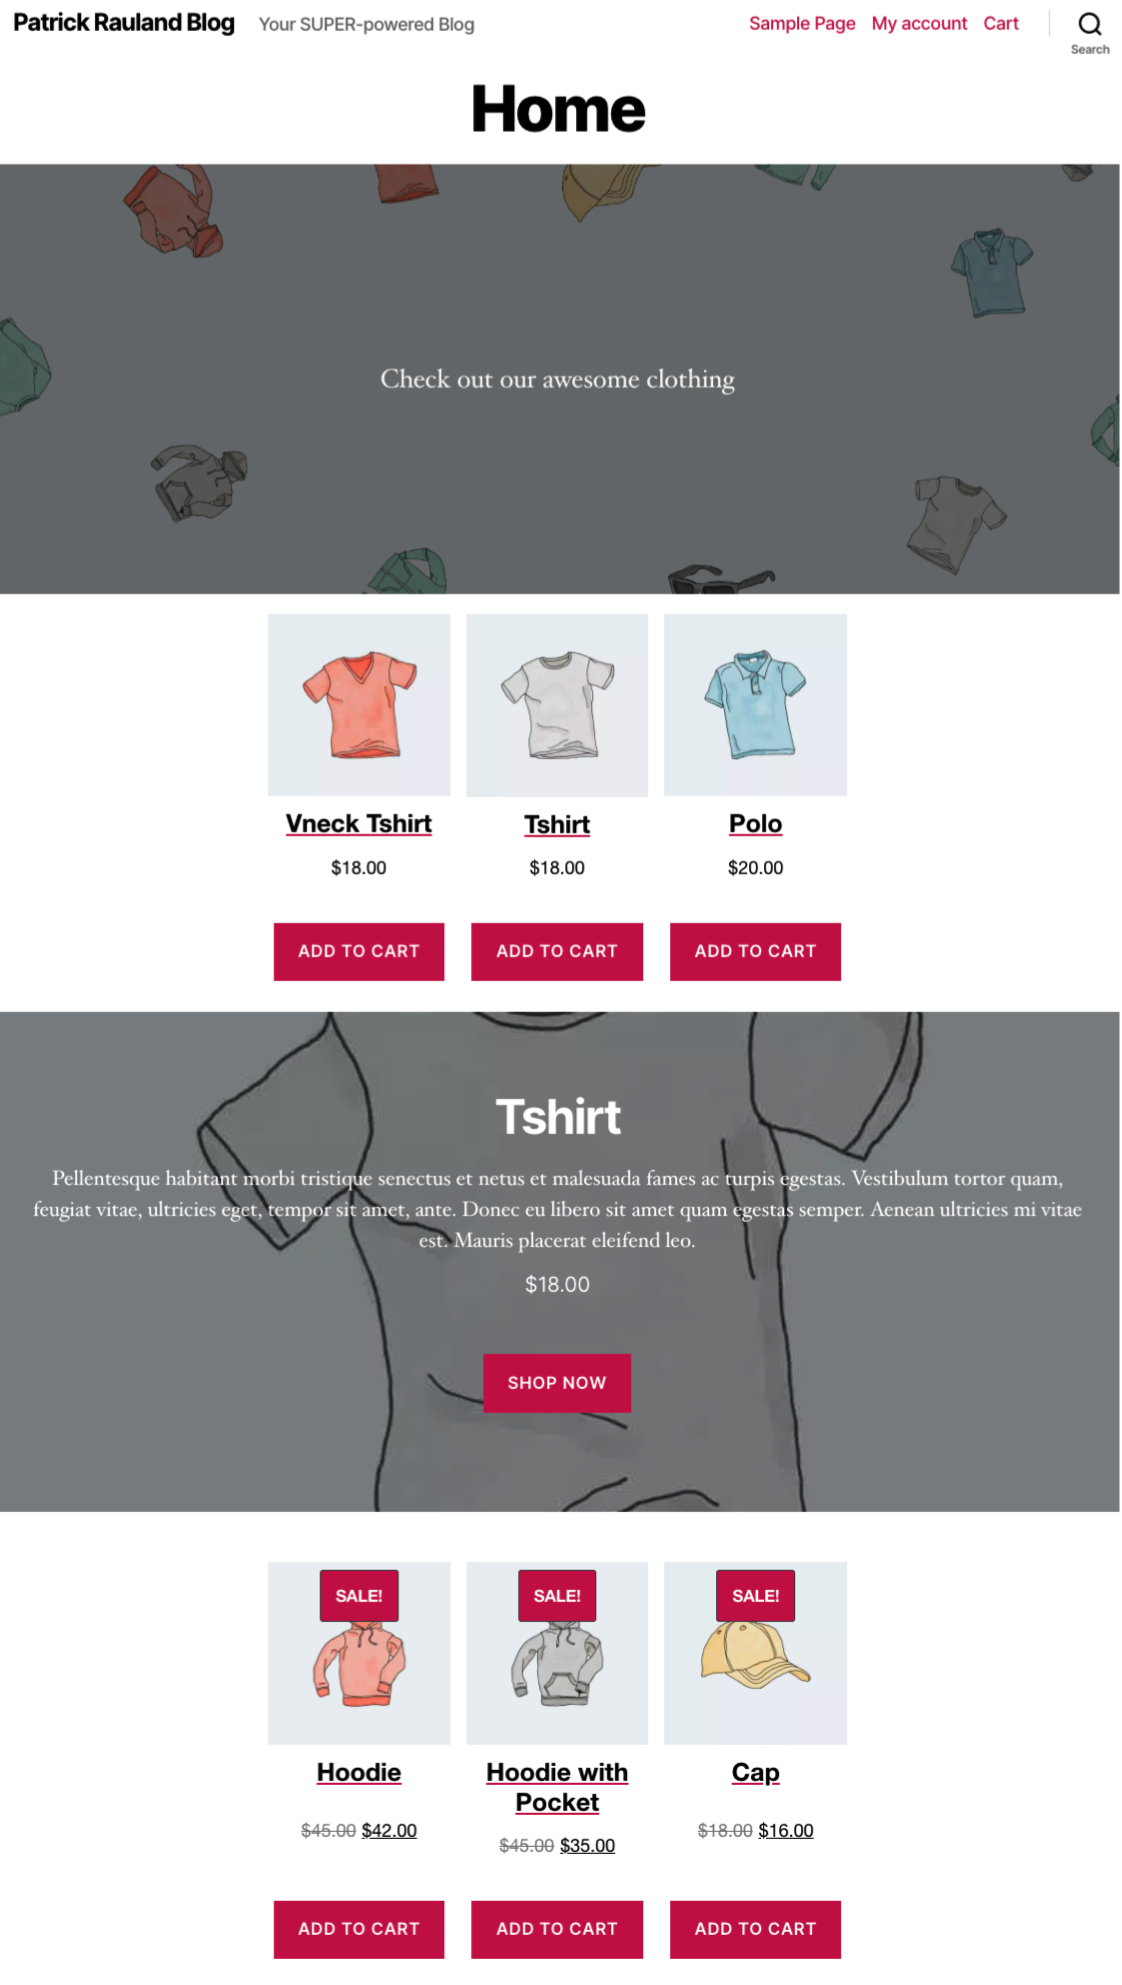 Patrick Rauland Blog Your SUPER-powered Blog Sample Page My account Cart
Search
Home
Check out our awesome clothing
Vneck Tshirt Tshirt Polo
$18.00 $18.00 $20.00
ADD TO CART ADD TO CART ADD TO CART
Tshirt
Pellentesque habitant morbi tristique senectus et netus et malesuada fames ac turpis egestas. Vestibulum tortor quam,
feugiat vitae, ultricies eget, tempor sit amet, ante. Donec eu libero sit amet quam egestas semper. Aenean ultricies mi vitae
est. Mauris placerat eleifend leo.
$18.00
SHOP NOW
SALE! SALE! SALE!
Hoodie Hoodie with Cap
Pocket
$45.00 $42.00 $45.00 $35.00 $18.00 $16.00
ADD TO CART ADD TO CART ADD TO CART